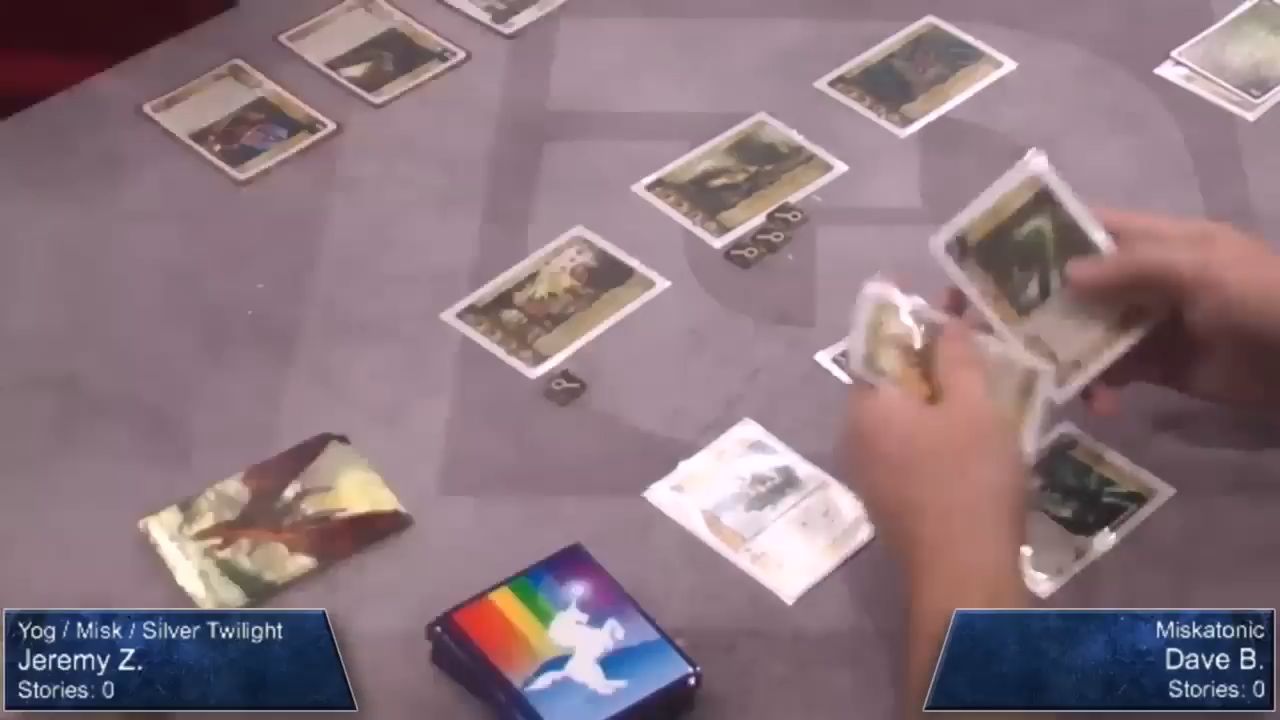 Yog / Misk / Silver Twilight
Jeremy Z.
Stories: 0
Miskatonic
Dave B.
Stories: 0